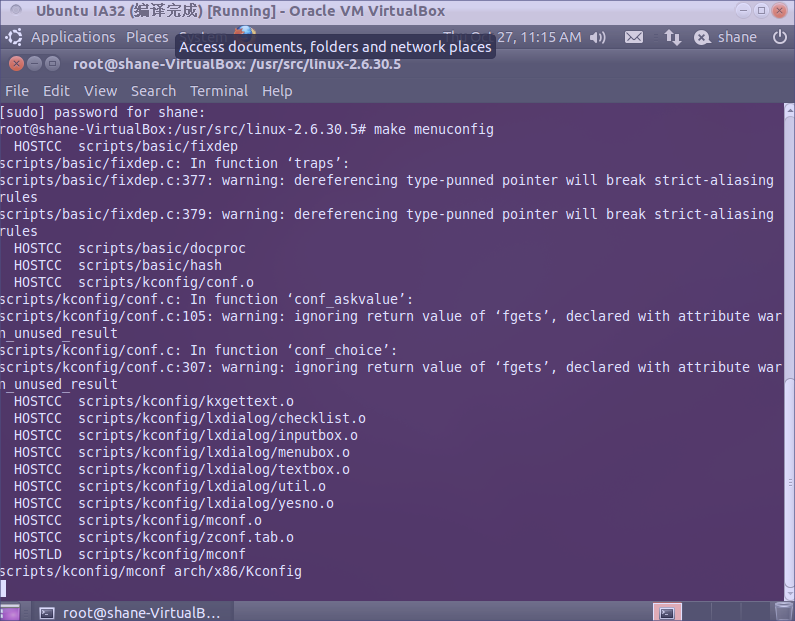 Ubuntu IA32 (编译完成) [Running] - Oracle VM VirtualBox
Applications Places System Thu Oct 27, 11:15 AM shane
Access documents, folders and network places
root@shane-VirtualBox: /usr/src/linux-2.6.30.5
File Edit View Search Terminal Help
[sudo] password for shane:
root@shane-VirtualBox:/usr/src/linux-2.6.30.5# make menuconfig
HOSTCC scripts/basic/fixdep
scripts/basic/fixdep.c: In function ‘traps’:
scripts/basic/fixdep.c:377: warning: dereferencing type-punned pointer will break strict-aliasing
rules
scripts/basic/fixdep.c:379: warning: dereferencing type-punned pointer will break strict-aliasing
rules
HOSTCC scripts/basic/docproc
HOSTCC scripts/basic/hash
HOSTCC scripts/kconfig/conf.o
scripts/kconfig/conf.c: In function ‘conf_askvalue’:
scripts/kconfig/conf.c:105: warning: ignoring return value of ‘fgets’, declared with attribute war
n_unused_result
scripts/kconfig/conf.c: In function ‘conf_choice’:
scripts/kconfig/conf.c:307: warning: ignoring return value of ‘fgets’, declared with attribute war
n_unused_result
HOSTCC scripts/kconfig/kxgettext.o
HOSTCC scripts/kconfig/lxdialog/checklist.o
HOSTCC scripts/kconfig/lxdialog/inputbox.o
HOSTCC scripts/kconfig/lxdialog/menubox.o
HOSTCC scripts/kconfig/lxdialog/textbox.o
HOSTCC scripts/kconfig/lxdialog/util.o
HOSTCC scripts/kconfig/lxdialog/yesno.o
HOSTCC scripts/kconfig/mconf.o
HOSTCC scripts/kconfig/zconf.tab.o
HOSTLD scripts/kconfig/mconf
scripts/kconfig/mconf arch/x86/Kconfig
root@shane-VirtualB...